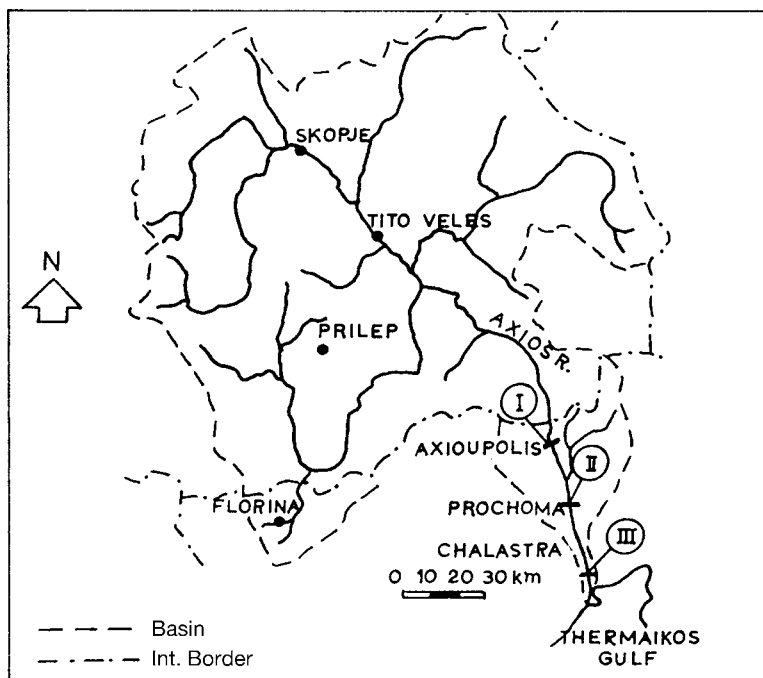 SKOPJE
TITO VELES
N
PRILEP
AXIOS R.
I
AXIOUPOLIS
II
PROCHOMA
FLORINA
CHALASTRA
III
0 10 20 30 km
THERMAIKOS
GULF
Basin
Int. Border